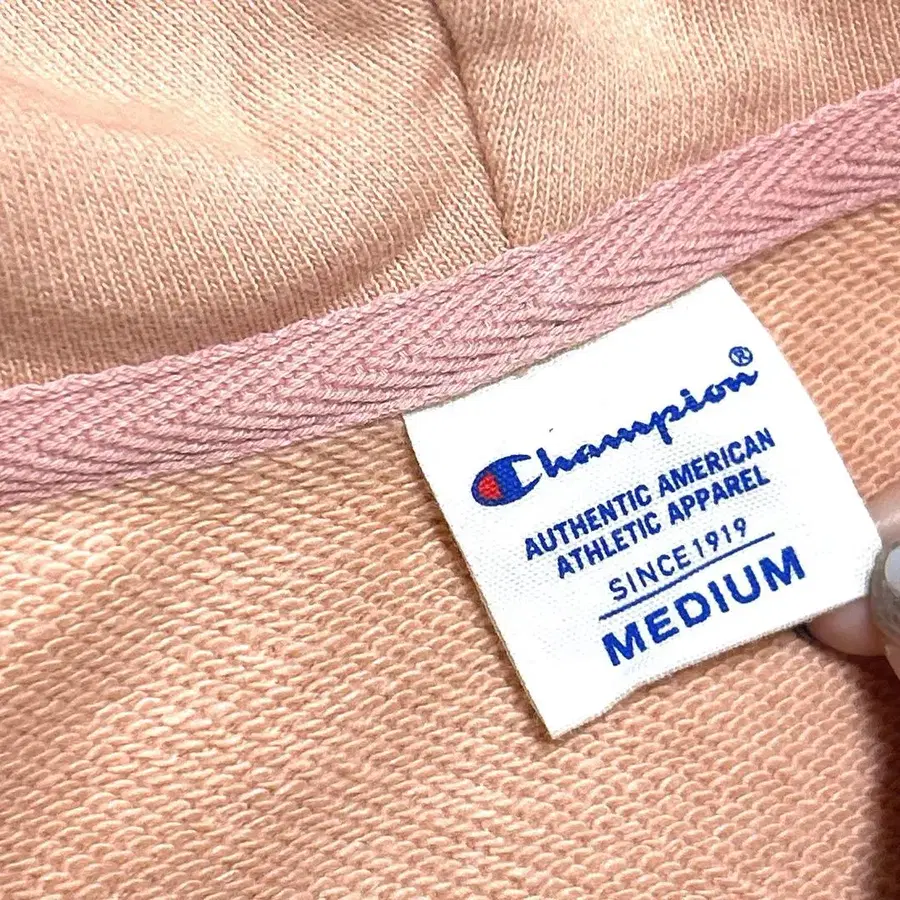 Champion®
AUTHENTIC AMERICAN
ATHLETIC APPAREL
SINCE 1919
MEDIUM